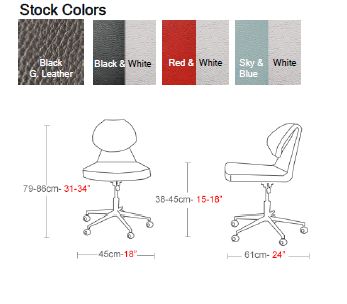 Stock Colors
Black
G. Leather
Black & White
Red & White
Sky & White
Blue
79-86cm- 31-34"
38-45cm- 15-18"
45cm-18"
61cm- 24"